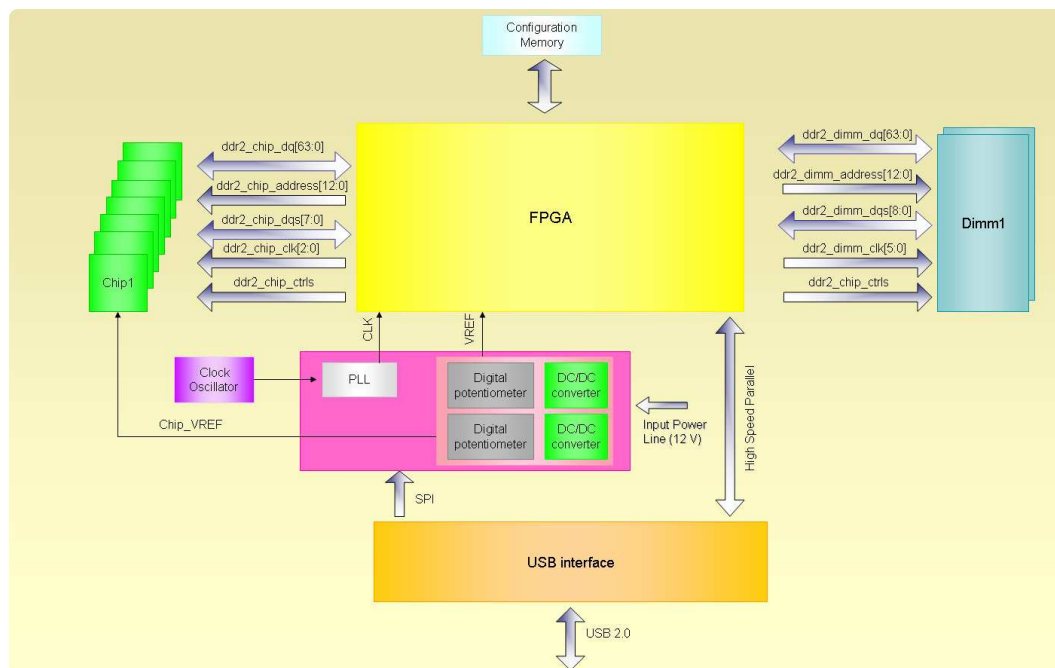 Configuration
Memory
ddr2_chip_dq[63:0]
ddr2_chip_address[12:0]
ddr2_chip_dqs[7:0]
ddr2_chip_clk[2:0]
ddr2_chip_ctrls
Chip1
FPGA
ddr2_dimm_dq[63:0]
ddr2_dimm_address[12:0]
ddr2_dimm_dqs[8:0]
ddr2_dimm_clk[5:0]
ddr2_chip_ctrls
Dimm1
CLK
VREF
High Speed Parallel
Clock
Oscillator
PLL
Digital
potentiometer
DC/DC
converter
Digital
potentiometer
DC/DC
converter
Input Power
Line (12 V)
Chip_VREF
SPI
USB interface
USB 2.0